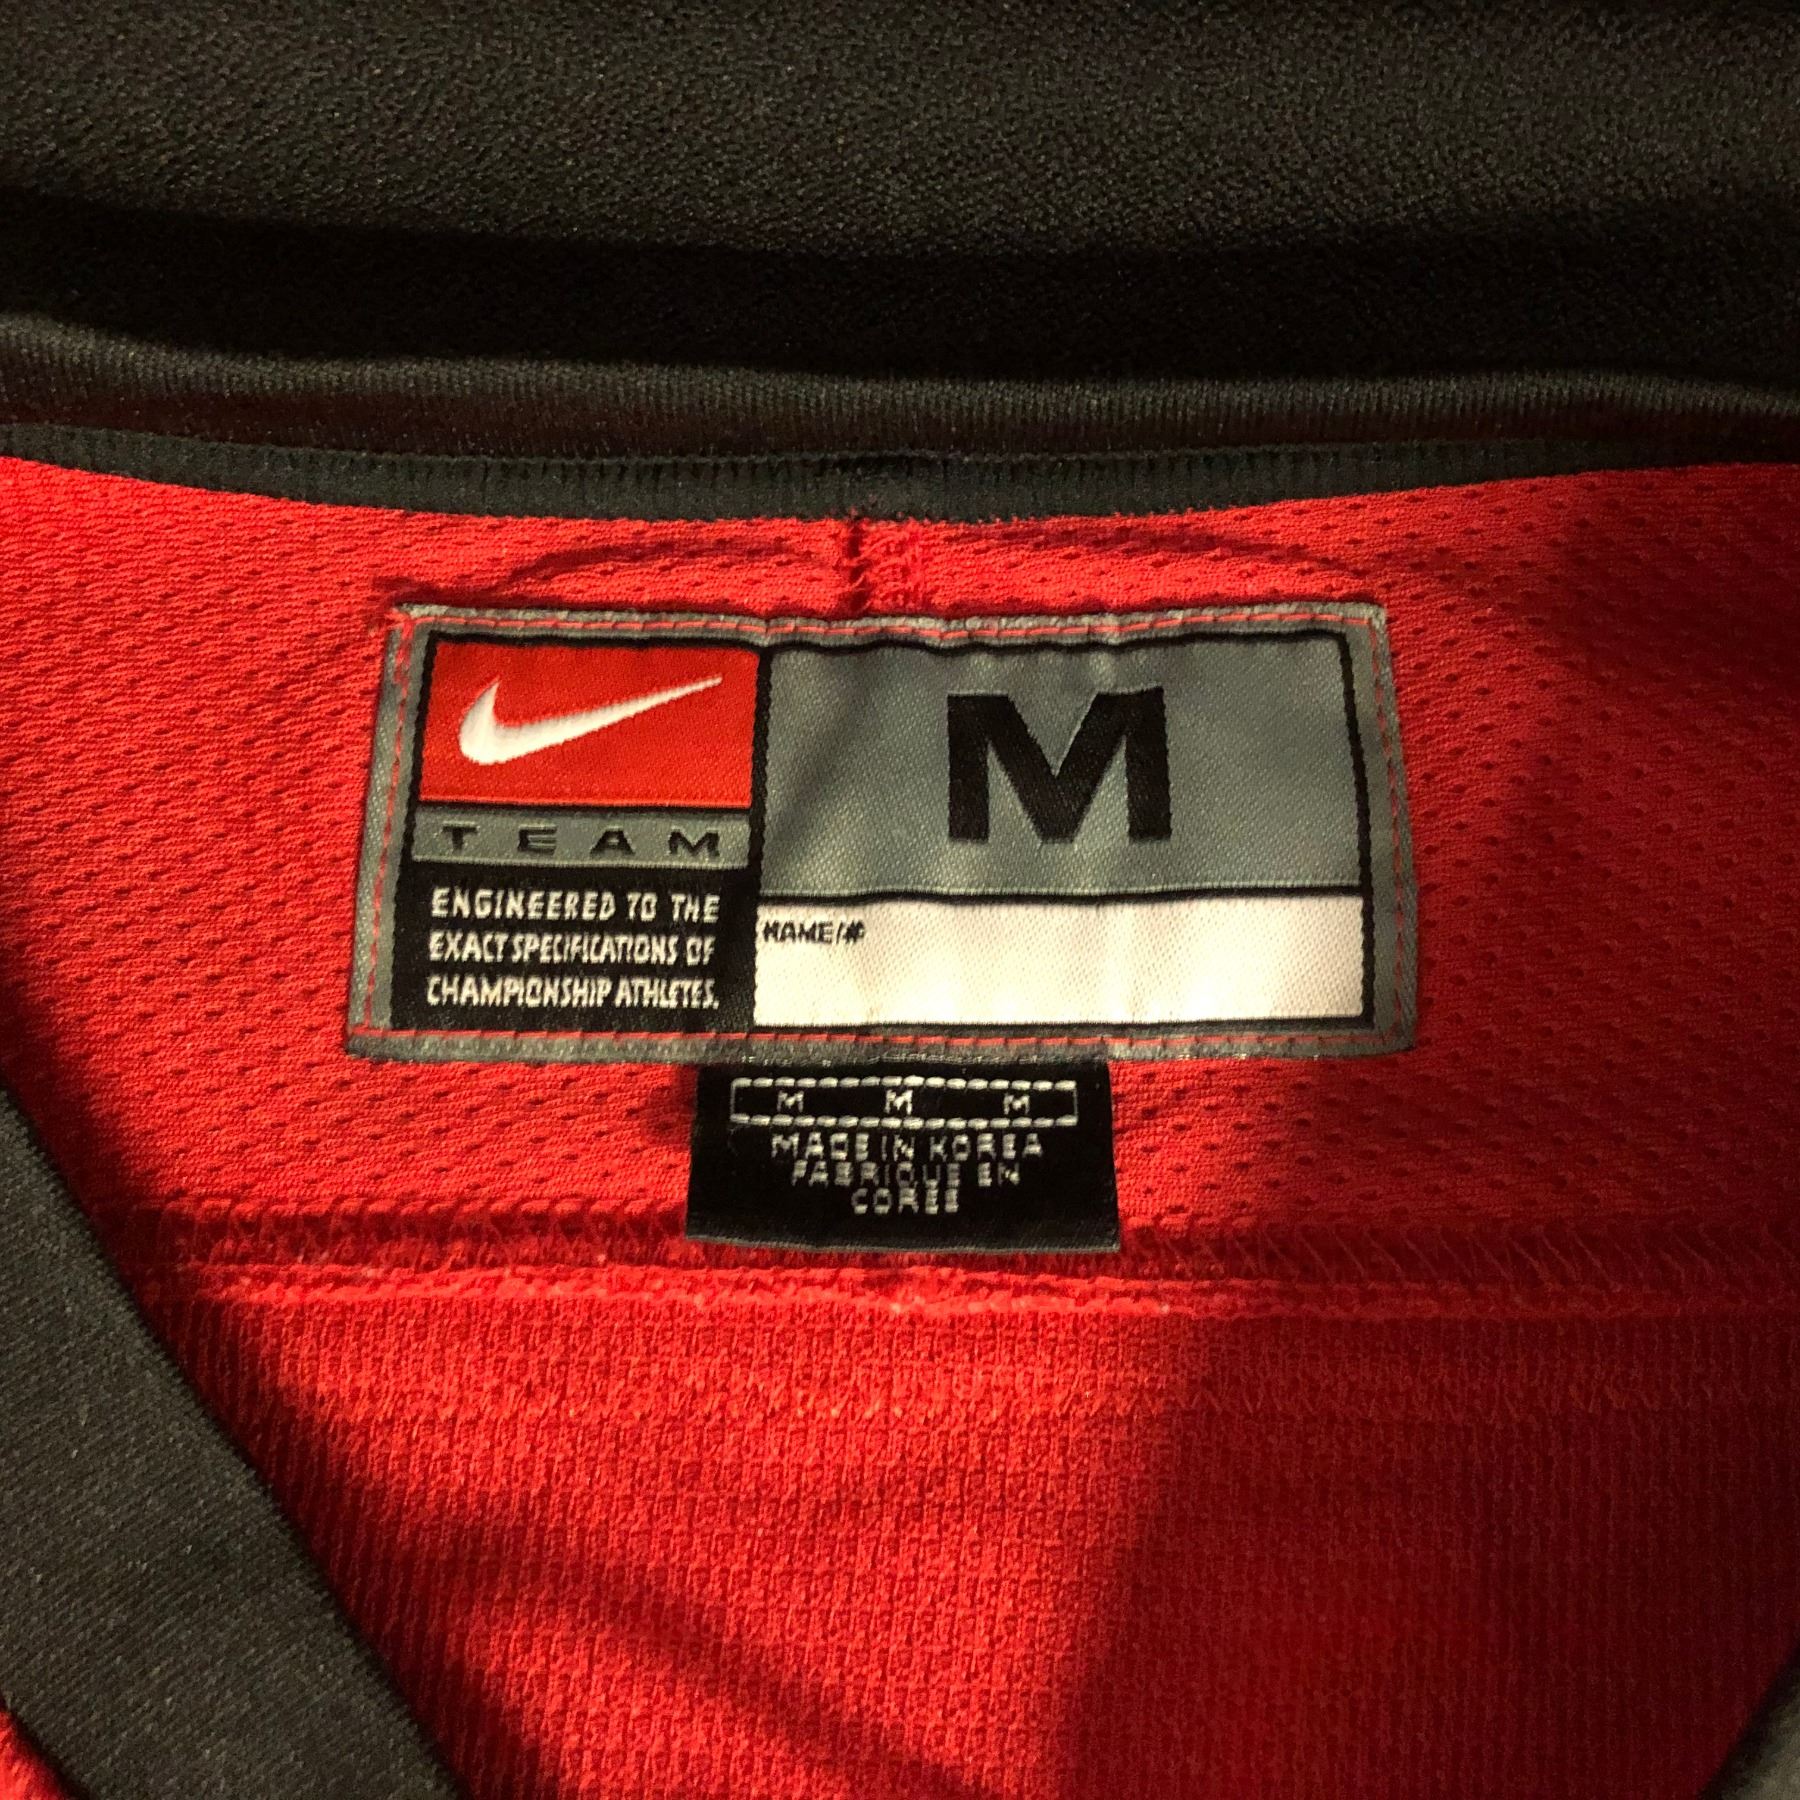 TEAM
M
ENGINEERED TO THE
EXACT SPECIFICATIONS OF
CHAMPIONSHIP ATHLETES.
NAME/#
M M M
MADE IN KOREA
FABRIQUE EN
COREE